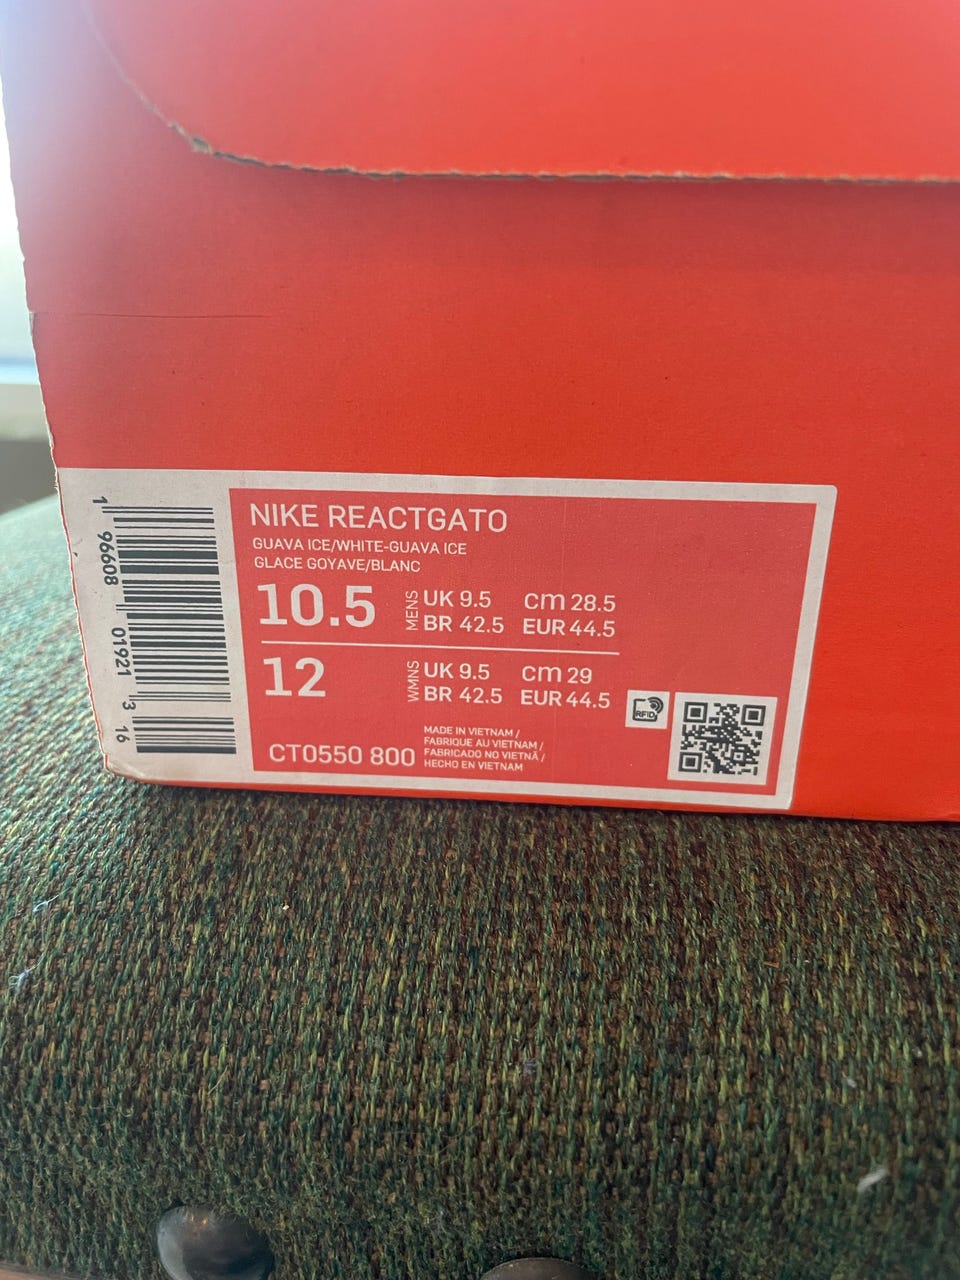 NIKE REACTGATO
GUAVA ICE/WHITE-GUAVA ICE
GLACE GOYAVE/BLANC
10.5 MENS UK 9.5 cm 28.5
BR 42.5 EUR 44.5
12 WMNS UK 9.5 cm 29
BR 42.5 EUR 44.5
CT0550 800
MADE IN VIETNAM /
FABRIQUE AU VIETNAM /
FABRICADO NO VIETNÃ /
HECHO EN VIETNAM
RFID
1 96608 01921 3 16